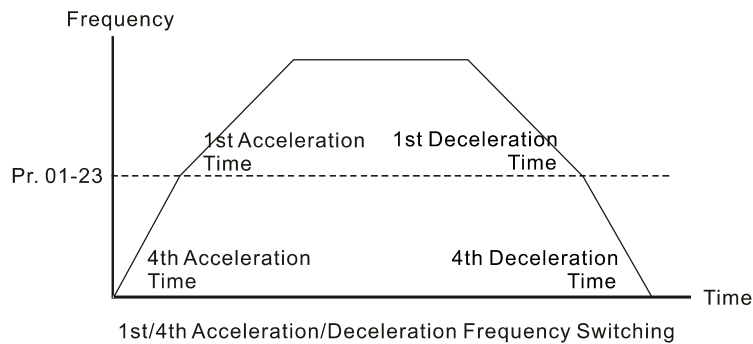 Frequency
1st Acceleration
Time
1st Deceleration
Time
Pr. 01-23
4th Acceleration
Time
4th Deceleration
Time
Time
1st/4th Acceleration/Deceleration Frequency Switching